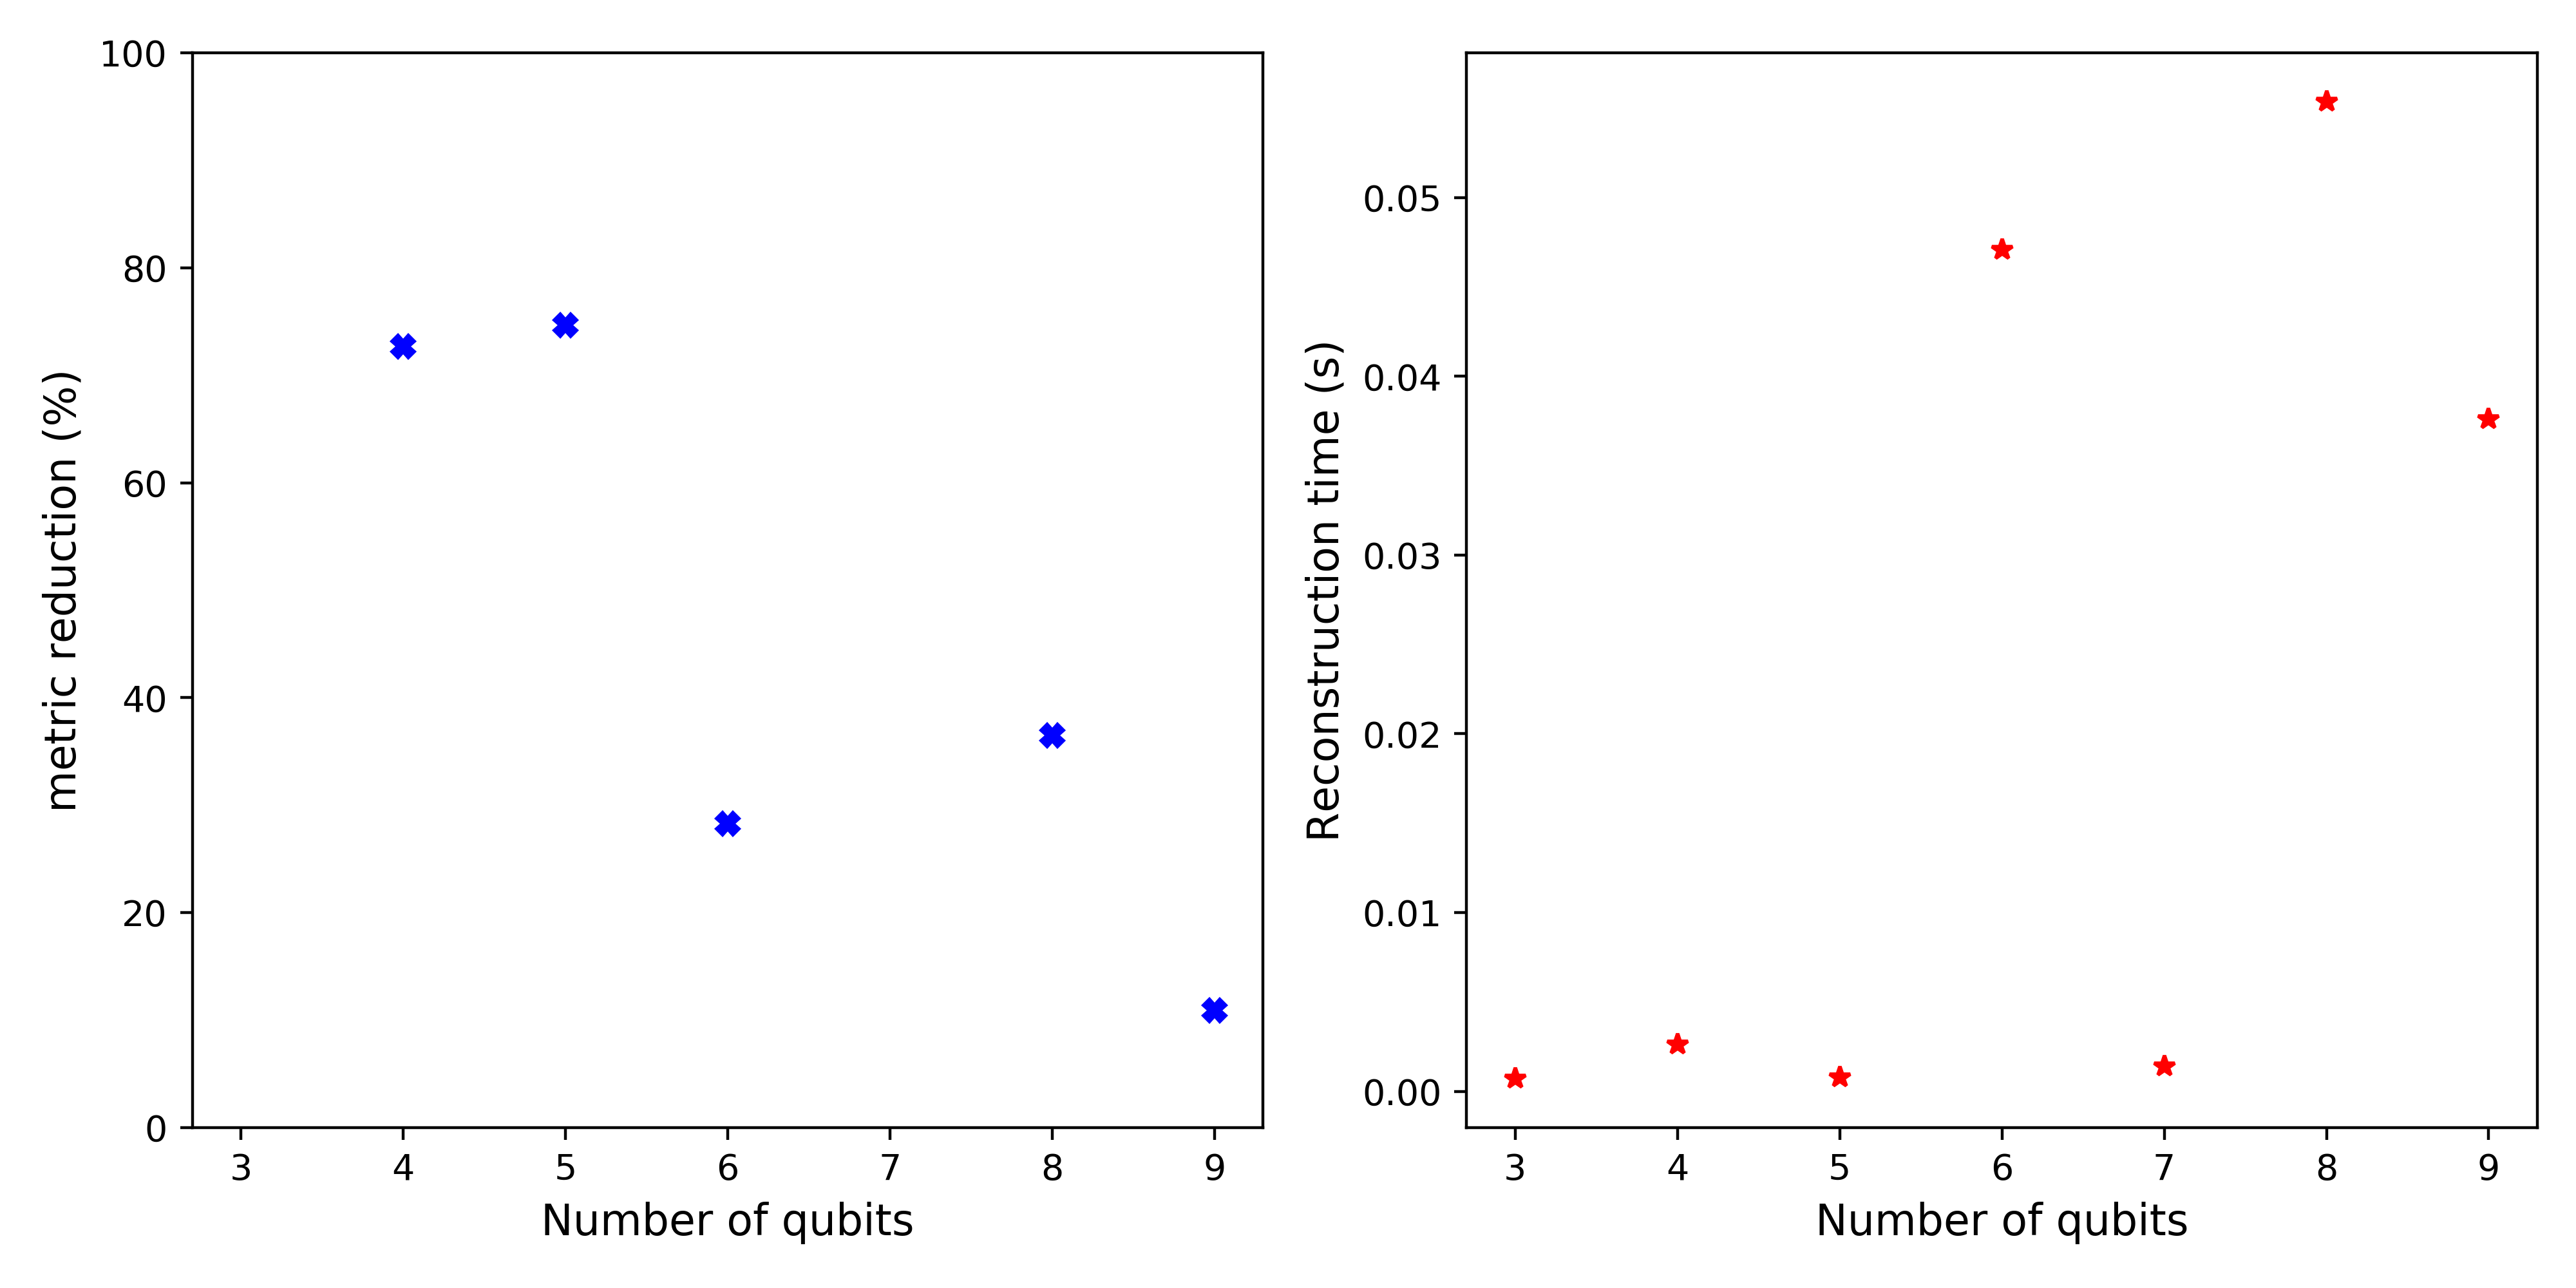 metric reduction (%)
100
80
60
40
20
0
3 4 5 6 7 8 9
Number of qubits
Reconstruction time (s)
0.05
0.04
0.03
0.02
0.01
0.00
3 4 5 6 7 8 9
Number of qubits